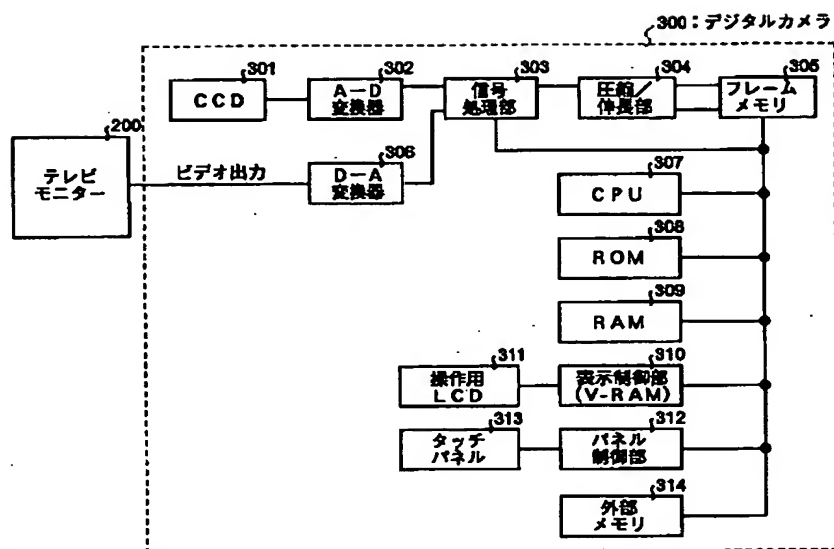 300：デジタルカメラ
301
CCD
302
A－D
変換器
303
信号
処理部
304
圧縮／
伸長部
305
フレーム
メモリ
200
テレビ
モニター
ビデオ出力
306
D－A
変換器
307
CPU
308
ROM
309
RAM
311
操作用
LCD
310
表示制御部
(V-RAM)
313
タッチ
パネル
312
パネル
制御部
314
外部
メモリ